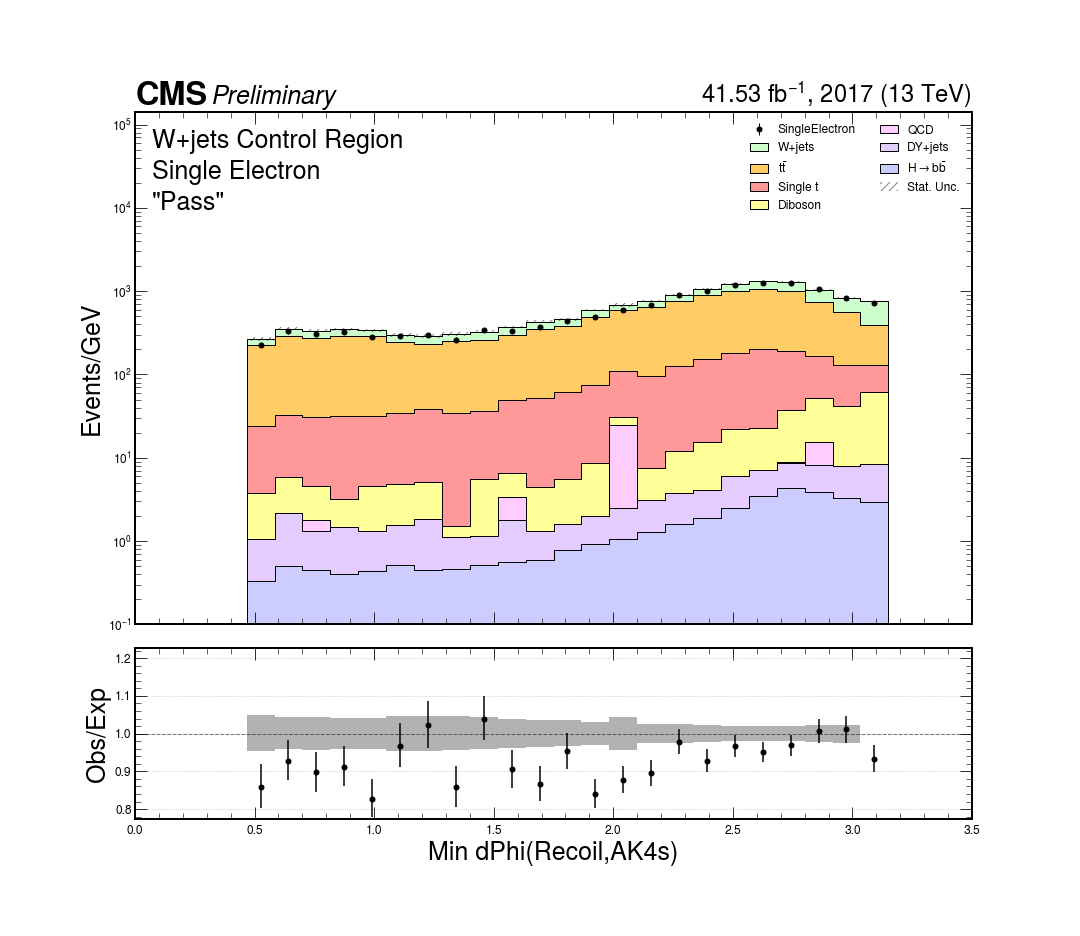 CMS Preliminary
41.53 fb⁻¹, 2017 (13 TeV)
W+jets Control Region
Single Electron
"Pass"
SingleElectron
W+jets
tt̄
Single t
Diboson
QCD
DY+jets
H→bb̄
Stat. Unc.
Events/GeV
10⁵
10⁴
10³
10²
10¹
10⁰
10⁻¹
Obs/Exp
1.2
1.1
1.0
0.9
0.8
0.0 0.5 1.0 1.5 2.0 2.5 3.0 3.5
Min dPhi(Recoil,AK4s)